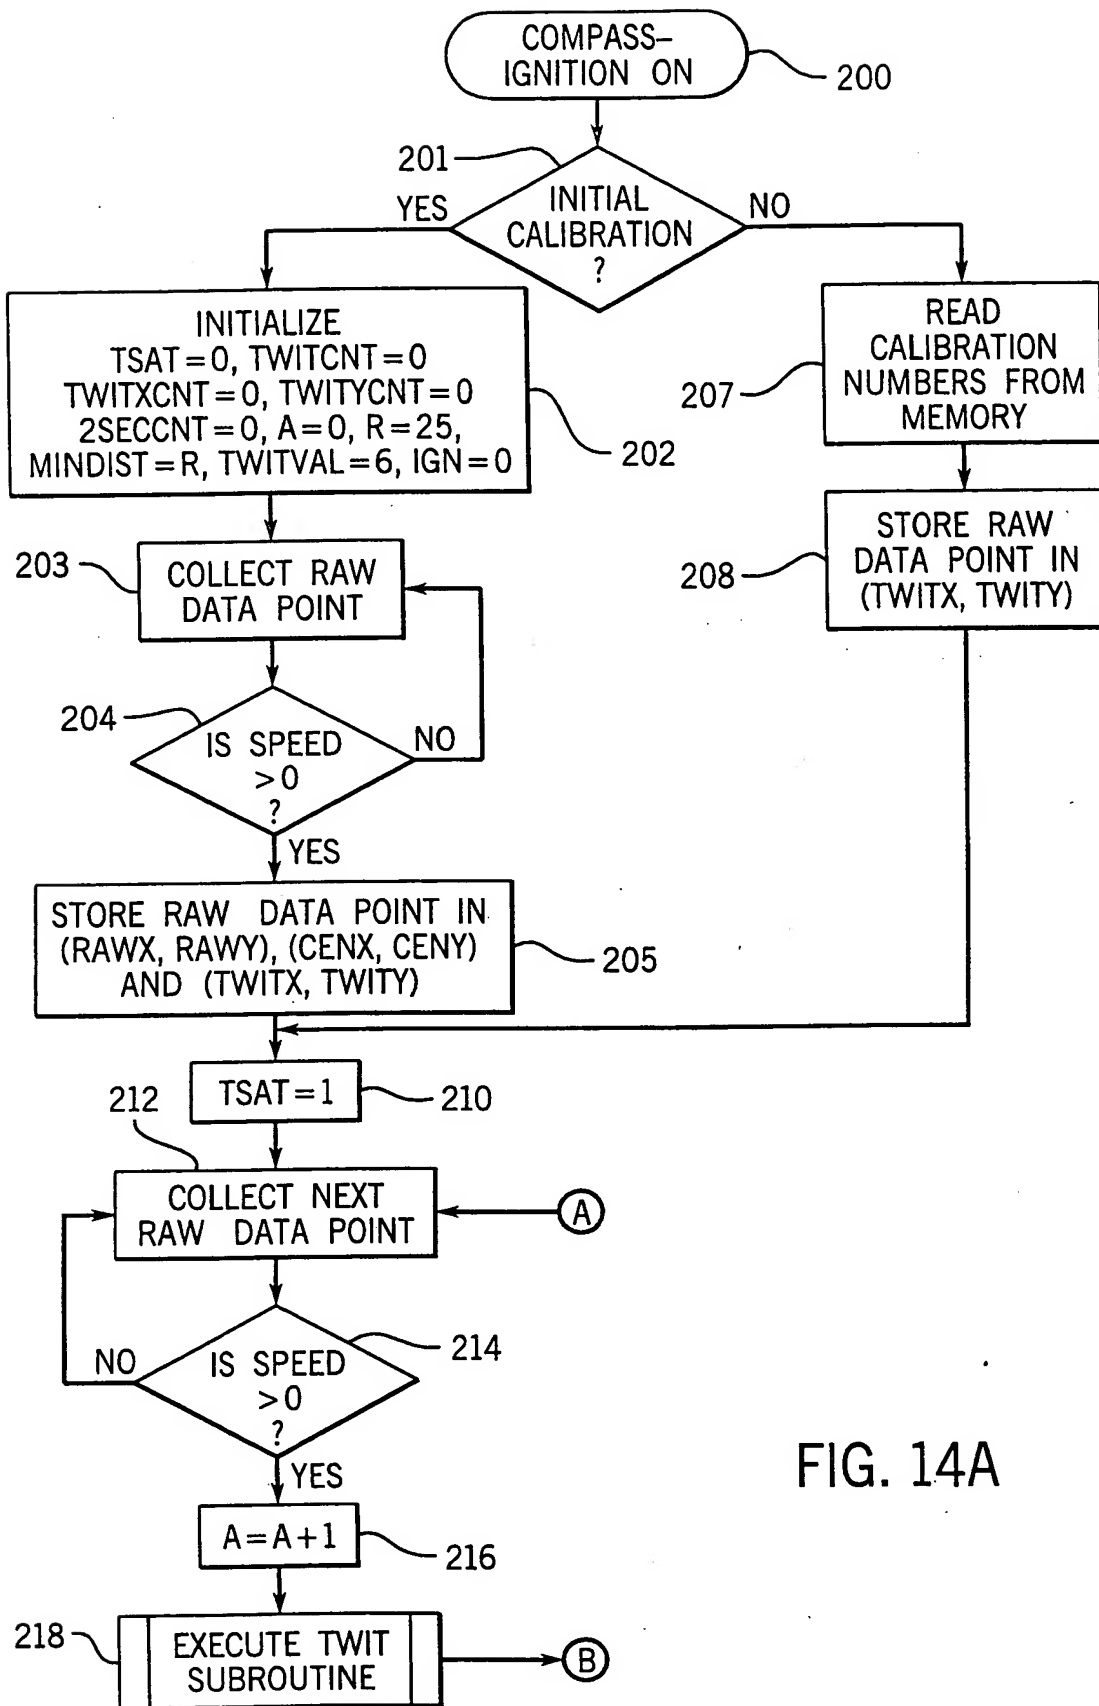 COMPASS–
IGNITION ON
200
201
INITIAL
CALIBRATION
?
YES
NO
INITIALIZE
TSAT=0, TWITCNT=0
TWITXCNT=0, TWITYCNT=0
2SECCNT=0, A=0, R=25,
MINDIST=R, TWITVAL=6, IGN=0
202
READ
CALIBRATION
NUMBERS FROM
MEMORY
207
203
COLLECT RAW
DATA POINT
STORE RAW
DATA POINT IN
(TWITX, TWITY)
208
204
IS SPEED
>0
?
NO
YES
STORE RAW DATA POINT IN
(RAWX, RAWY), (CENX, CENY)
AND (TWITX, TWITY)
205
TSAT=1
210
212
COLLECT NEXT
RAW DATA POINT
A
IS SPEED
>0
?
214
NO
YES
A=A+1
216
218
EXECUTE TWIT
SUBROUTINE
B
FIG. 14A